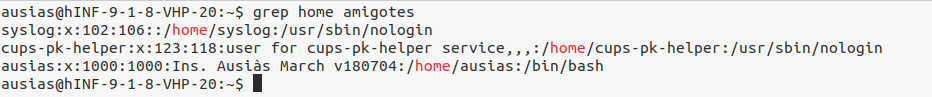 ausias@hINF-9-1-8-VHP-20:~$ grep home amigotes
syslog:x:102:106::/home/syslog:/usr/sbin/nologin
cups-pk-helper:x:123:118:user for cups-pk-helper service,,,:/home/cups-pk-helper:/usr/sbin/nologin
ausias:x:1000:1000:Ins. Ausiàs March v180704:/home/ausias:/bin/bash
ausias@hINF-9-1-8-VHP-20:~$